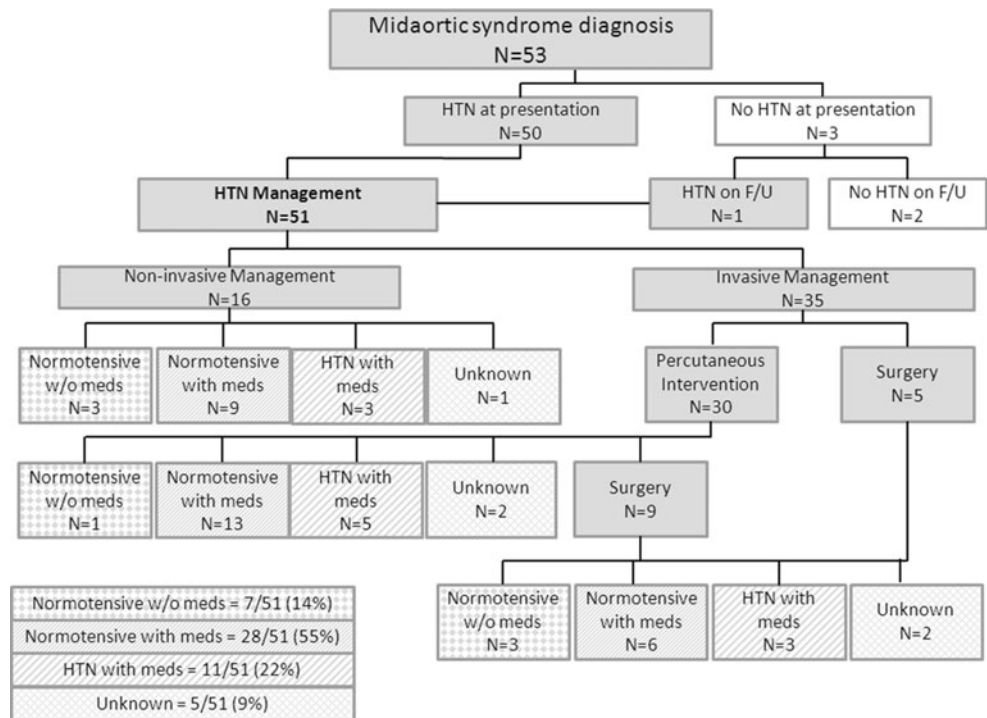 Midaortic syndrome diagnosis
N=53
HTN at presentation
N=50
No HTN at presentation
N=3
HTN Management
N=51
HTN on F/U
N=1
No HTN on F/U
N=2
Non-invasive Management
N=16
Invasive Management
N=35
Normotensive
w/o meds
N=3
Normotensive
with meds
N=9
HTN with
meds
N=3
Unknown
N=1
Percutaneous
Intervention
N=30
Surgery
N=5
Normotensive
w/o meds
N=1
Normotensive
with meds
N=13
HTN with
meds
N=5
Unknown
N=2
Surgery
N=9
Normotensive
w/o meds
N=3
Normotensive
with meds
N=6
HTN with
meds
N=3
Unknown
N=2
Normotensive w/o meds = 7/51 (14%)
Normotensive with meds = 28/51 (55%)
HTN with meds = 11/51 (22%)
Unknown = 5/51 (9%)